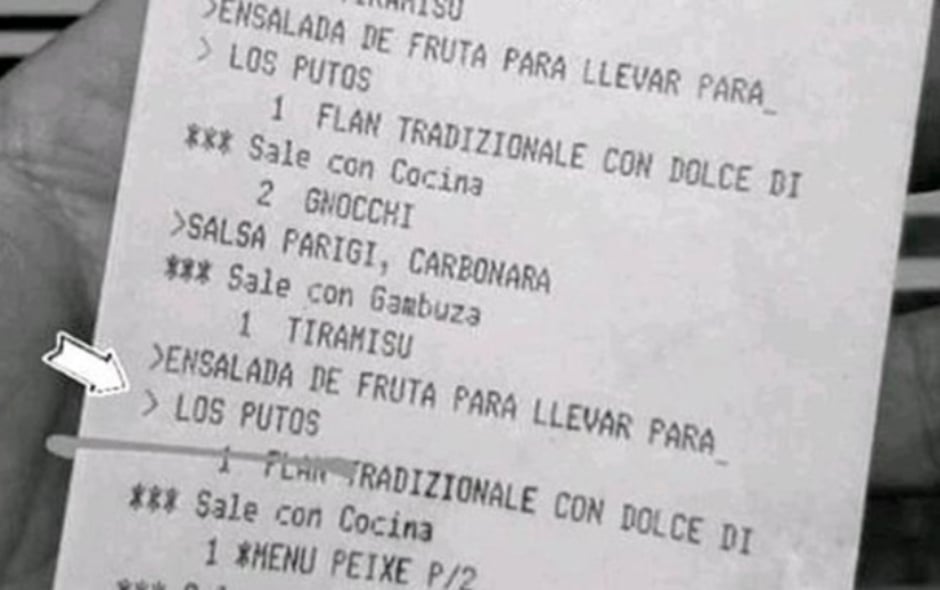 TIRAMISU
>ENSALADA DE FRUTA PARA LLEVAR PARA_
> LOS PUTOS
1 FLAN TRADIZIONALE CON DOLCE DI
*** Sale con Cocina
2 GNOCCHI
>SALSA PARIGI, CARBONARA
*** Sale con Gambuza
1 TIRAMISU
>ENSALADA DE FRUTA PARA LLEVAR PARA_
> LOS PUTOS
1 FLAN TRADIZIONALE CON DOLCE DI
*** Sale con Cocina
1 *MENU PEIXE P/2
***